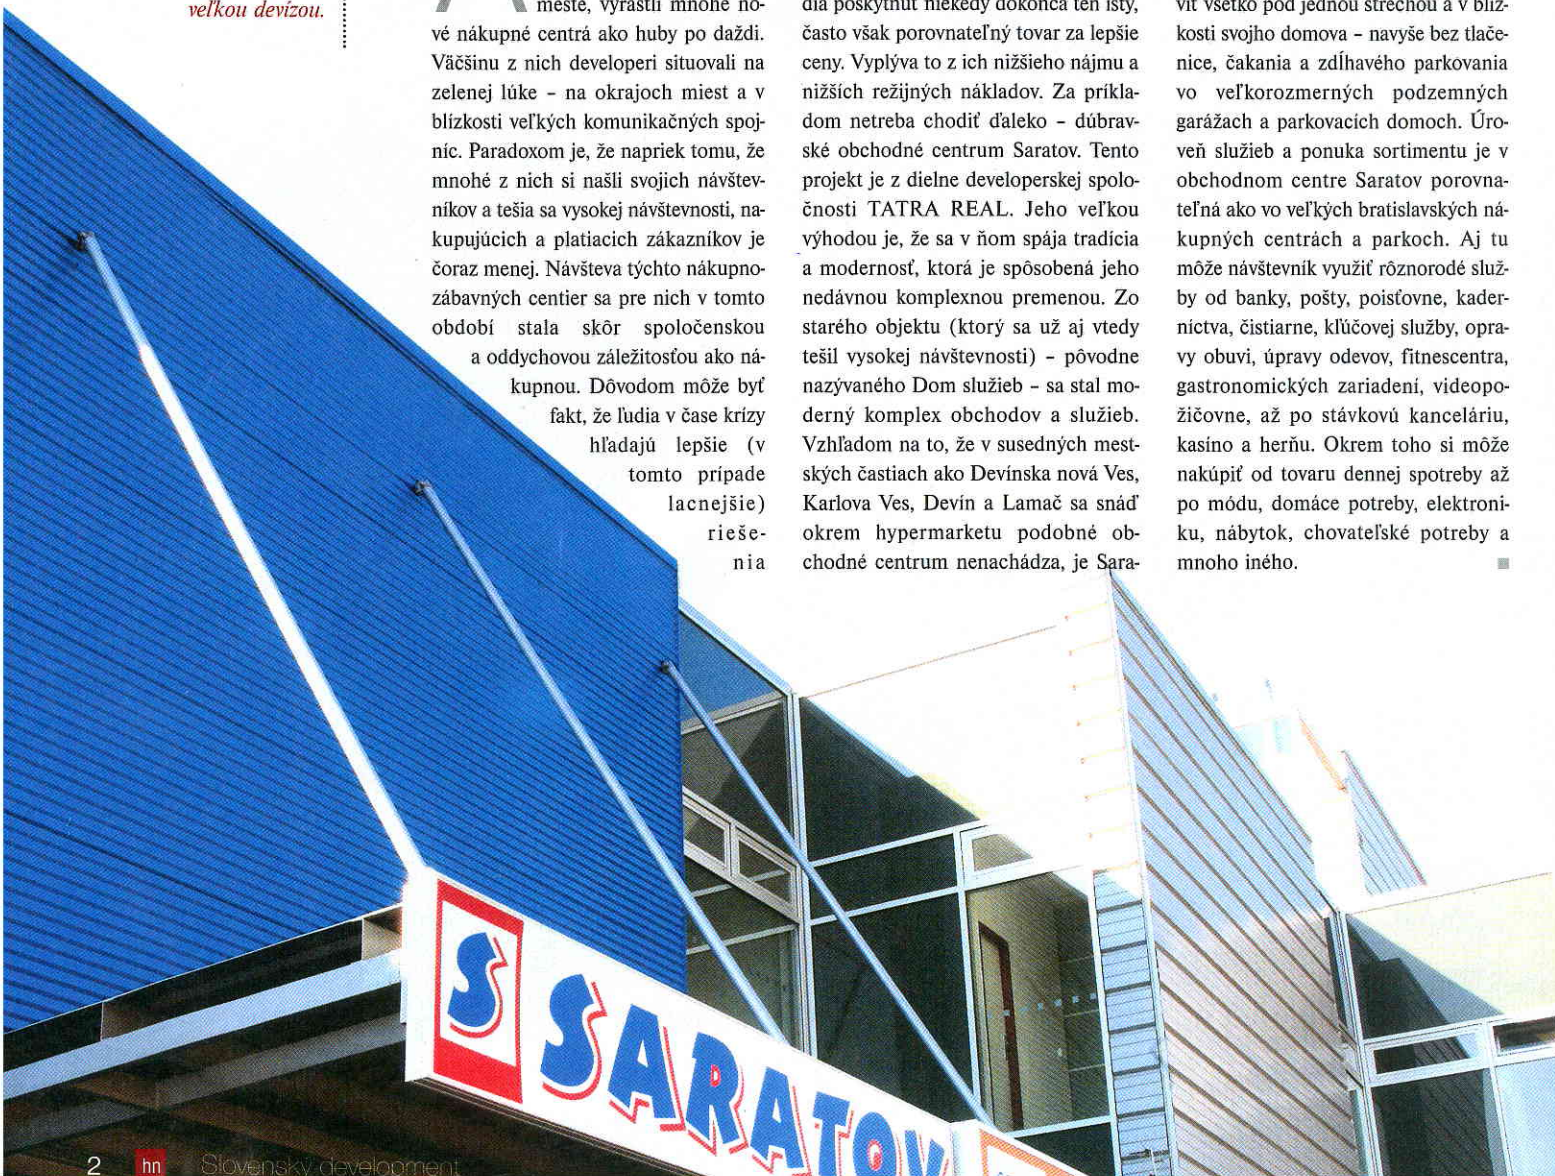 veľkou devízou.
meste, vyrástli mnohé no-
vé nákupné centrá ako huby po daždi.
Väčšinu z nich developeri situovali na
zelenej lúke – na okrajoch miest a v
blízkosti veľkých komunikačných spoj-
níc. Paradoxom je, že napriek tomu, že
mnohé z nich si našli svojich návštev-
níkov a tešia sa vysokej návštevnosti, na-
kupujúcich a platiacich zákazníkov je
čoraz menej. Návšteva týchto nákupno-
zábavných centier sa pre nich v tomto
období stala skôr spoločenskou
a oddychovou záležitosťou ako ná-
kupnou. Dôvodom môže byť
fakt, že ľudia v čase krízy
hľadajú lepšie (v
tomto prípade
lacnejšie)
rieše-
nia
dia poskytnúť niekedy dokonca ten istý,
často však porovnateľný tovar za lepšie
ceny. Vyplýva to z ich nižšieho nájmu a
nižších režijných nákladov. Za príkla-
dom netreba chodiť ďaleko – dúbrav-
ské obchodné centrum Saratov. Tento
projekt je z dielne developerskej spolo-
čnosti TATRA REAL. Jeho veľkou
výhodou je, že sa v ňom spája tradícia
a modernosť, ktorá je spôsobená jeho
nedávnou komplexnou premenou. Zo
starého objektu (ktorý sa už aj vtedy
tešil vysokej návštevnosti) – pôvodne
nazývaného Dom služieb – sa stal mo-
derný komplex obchodov a služieb.
Vzhľadom na to, že v susedných mest-
ských častiach ako Devínska nová Ves,
Karlova Ves, Devín a Lamač sa snáď
okrem hypermarketu podobné ob-
chodné centrum nenachádza, je Sara-
viť všetko pod jednou strechou a v blíz-
kosti svojho domova – navyše bez tlače-
nice, čakania a zdĺhavého parkovania
vo veľkorozmerných podzemných
garážach a parkovacích domoch. Úro-
veň služieb a ponuka sortimentu je v
obchodnom centre Saratov porovna-
teľná ako vo veľkých bratislavských ná-
kupných centrách a parkoch. Aj tu
môže návštevník využiť rôznorodé služ-
by od banky, pošty, poisťovne, kader-
níctva, čistiarne, kľúčovej služby, opra-
vy obuvi, úpravy odevov, fitnescentra,
gastronomických zariadení, videopo-
žičovne, až po stávkovú kanceláriu,
kasíno a herňu. Okrem toho si môže
nakúpiť od tovaru dennej spotreby až
po módu, domáce potreby, elektroni-
ku, nábytok, chovateľské potreby a
mnoho iného.
S SARATOV
2 hn Slovenský development